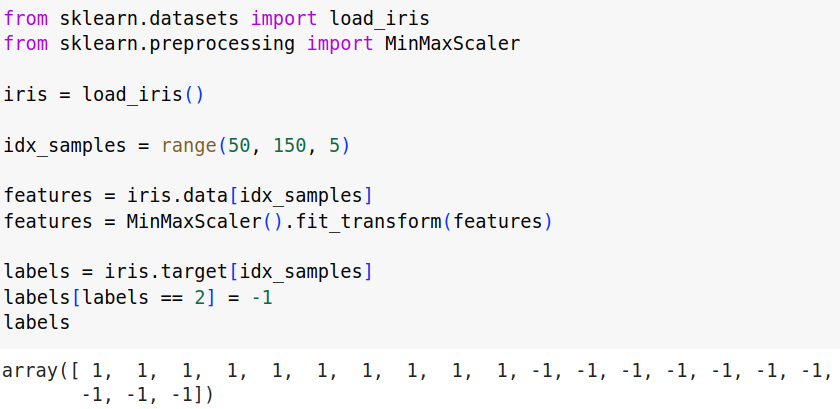 from sklearn.datasets import load_iris
from sklearn.preprocessing import MinMaxScaler
iris = load_iris()
idx_samples = range(50, 150, 5)
features = iris.data[idx_samples]
features = MinMaxScaler().fit_transform(features)
labels = iris.target[idx_samples]
labels[labels == 2] = -1
labels
array([ 1,  1,  1,  1,  1,  1,  1,  1,  1,  1, -1, -1, -1, -1, -1, -1, -1,
       -1, -1, -1])